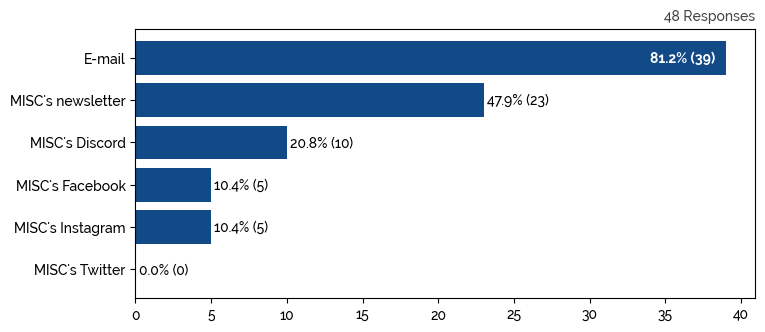 48 Responses
E-mail 81.2% (39)
MISC's newsletter 47.9% (23)
MISC's Discord 20.8% (10)
MISC's Facebook 10.4% (5)
MISC's Instagram 10.4% (5)
MISC's Twitter 0.0% (0)
0 5 10 15 20 25 30 35 40